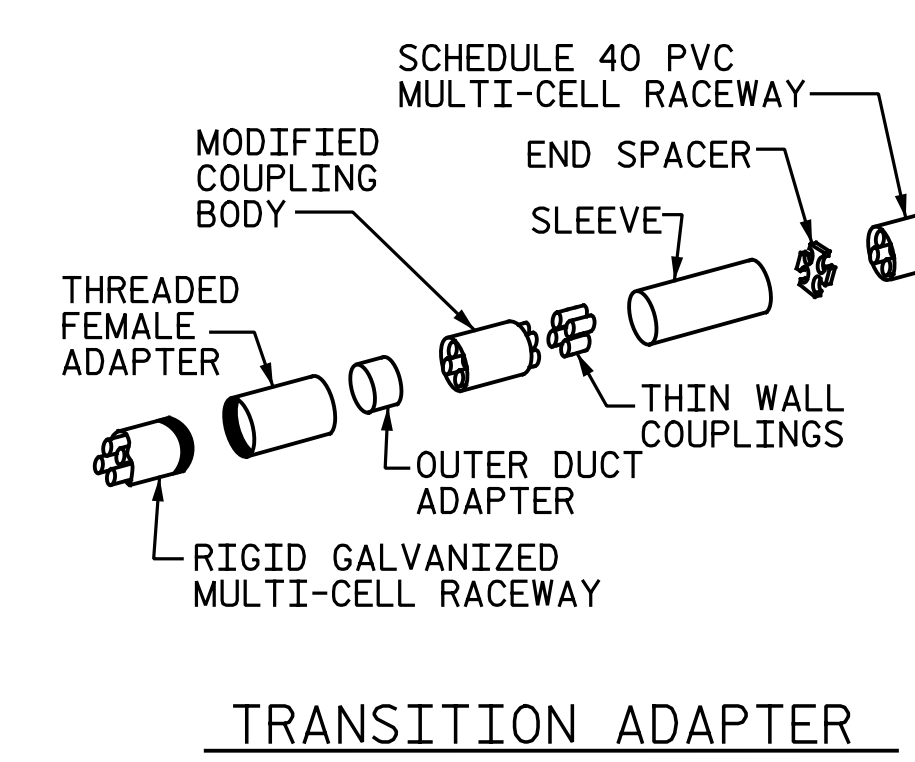 SCHEDULE 40 PVC
MULTI-CELL RACEWAY
MODIFIED
COUPLING
BODY
END SPACER
SLEEVE
THREADED
FEMALE
ADAPTER
THIN WALL
COUPLINGS
OUTER DUCT
ADAPTER
RIGID GALVANIZED
MULTI-CELL RACEWAY
TRANSITION ADAPTER